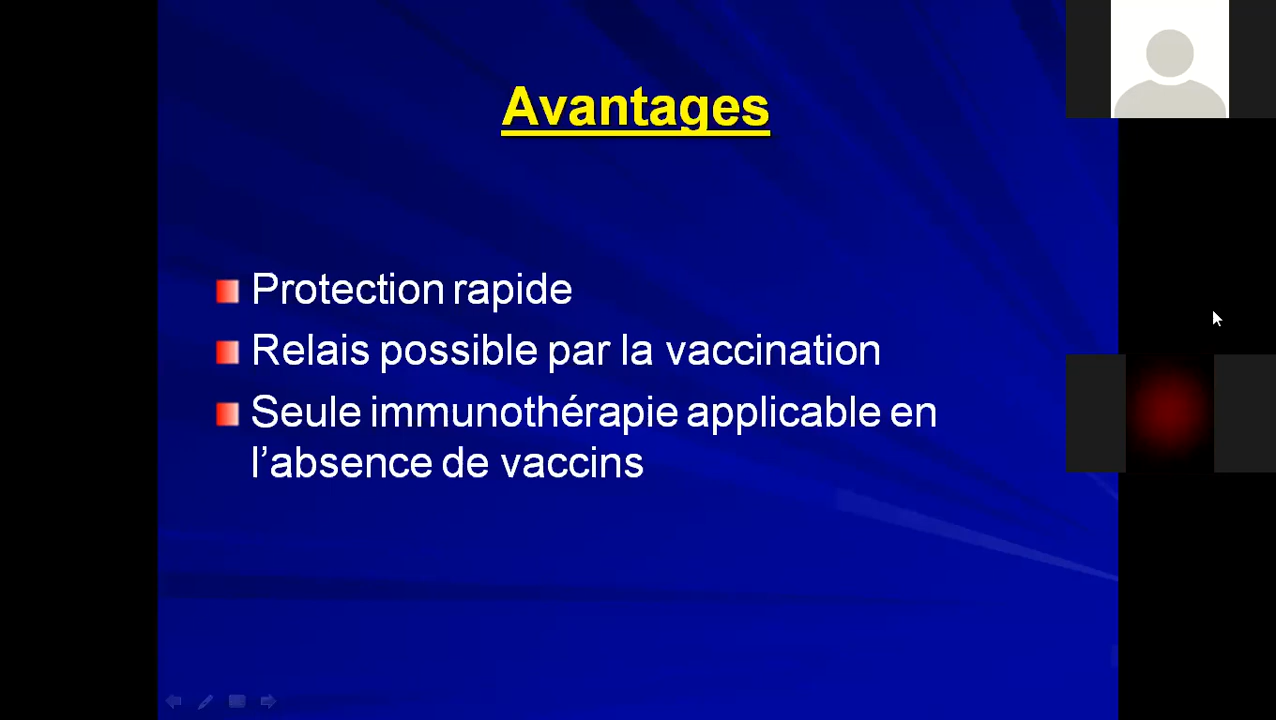 Avantages
Protection rapide
Relais possible par la vaccination
Seule immunothérapie applicable en
l’absence de vaccins